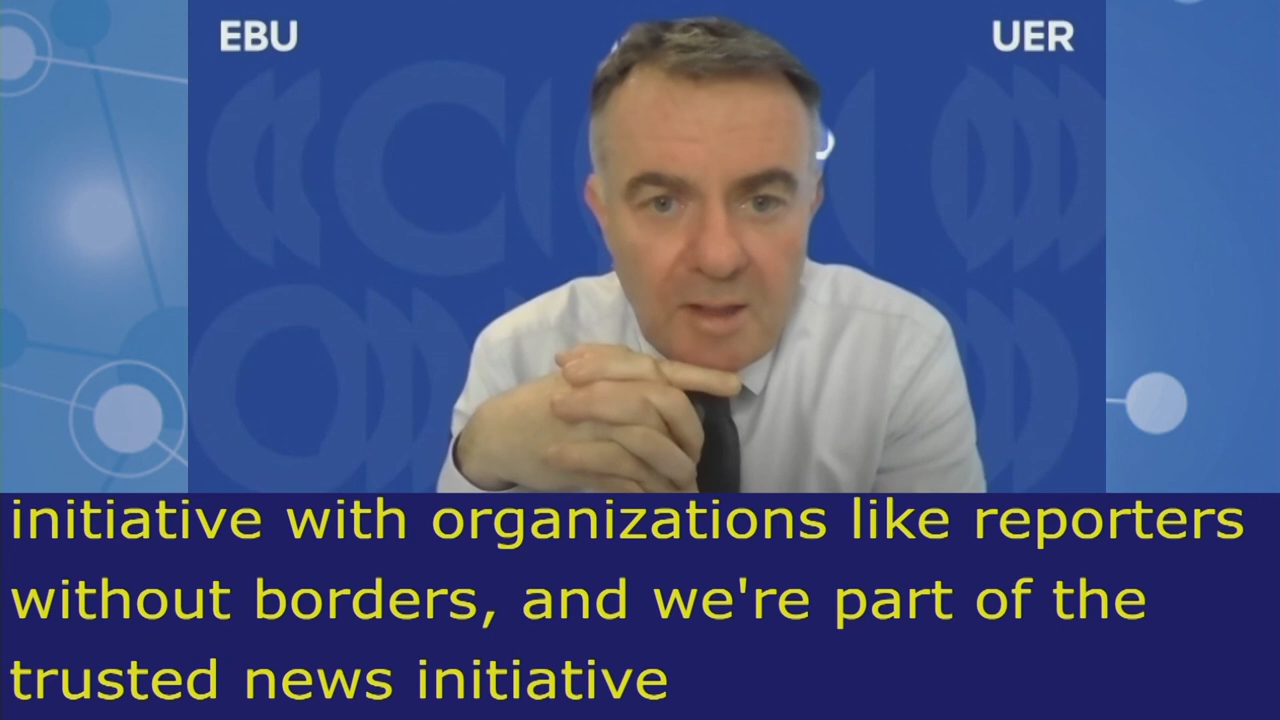 EBU UER
initiative with organizations like reporters
without borders, and we're part of the
trusted news initiative